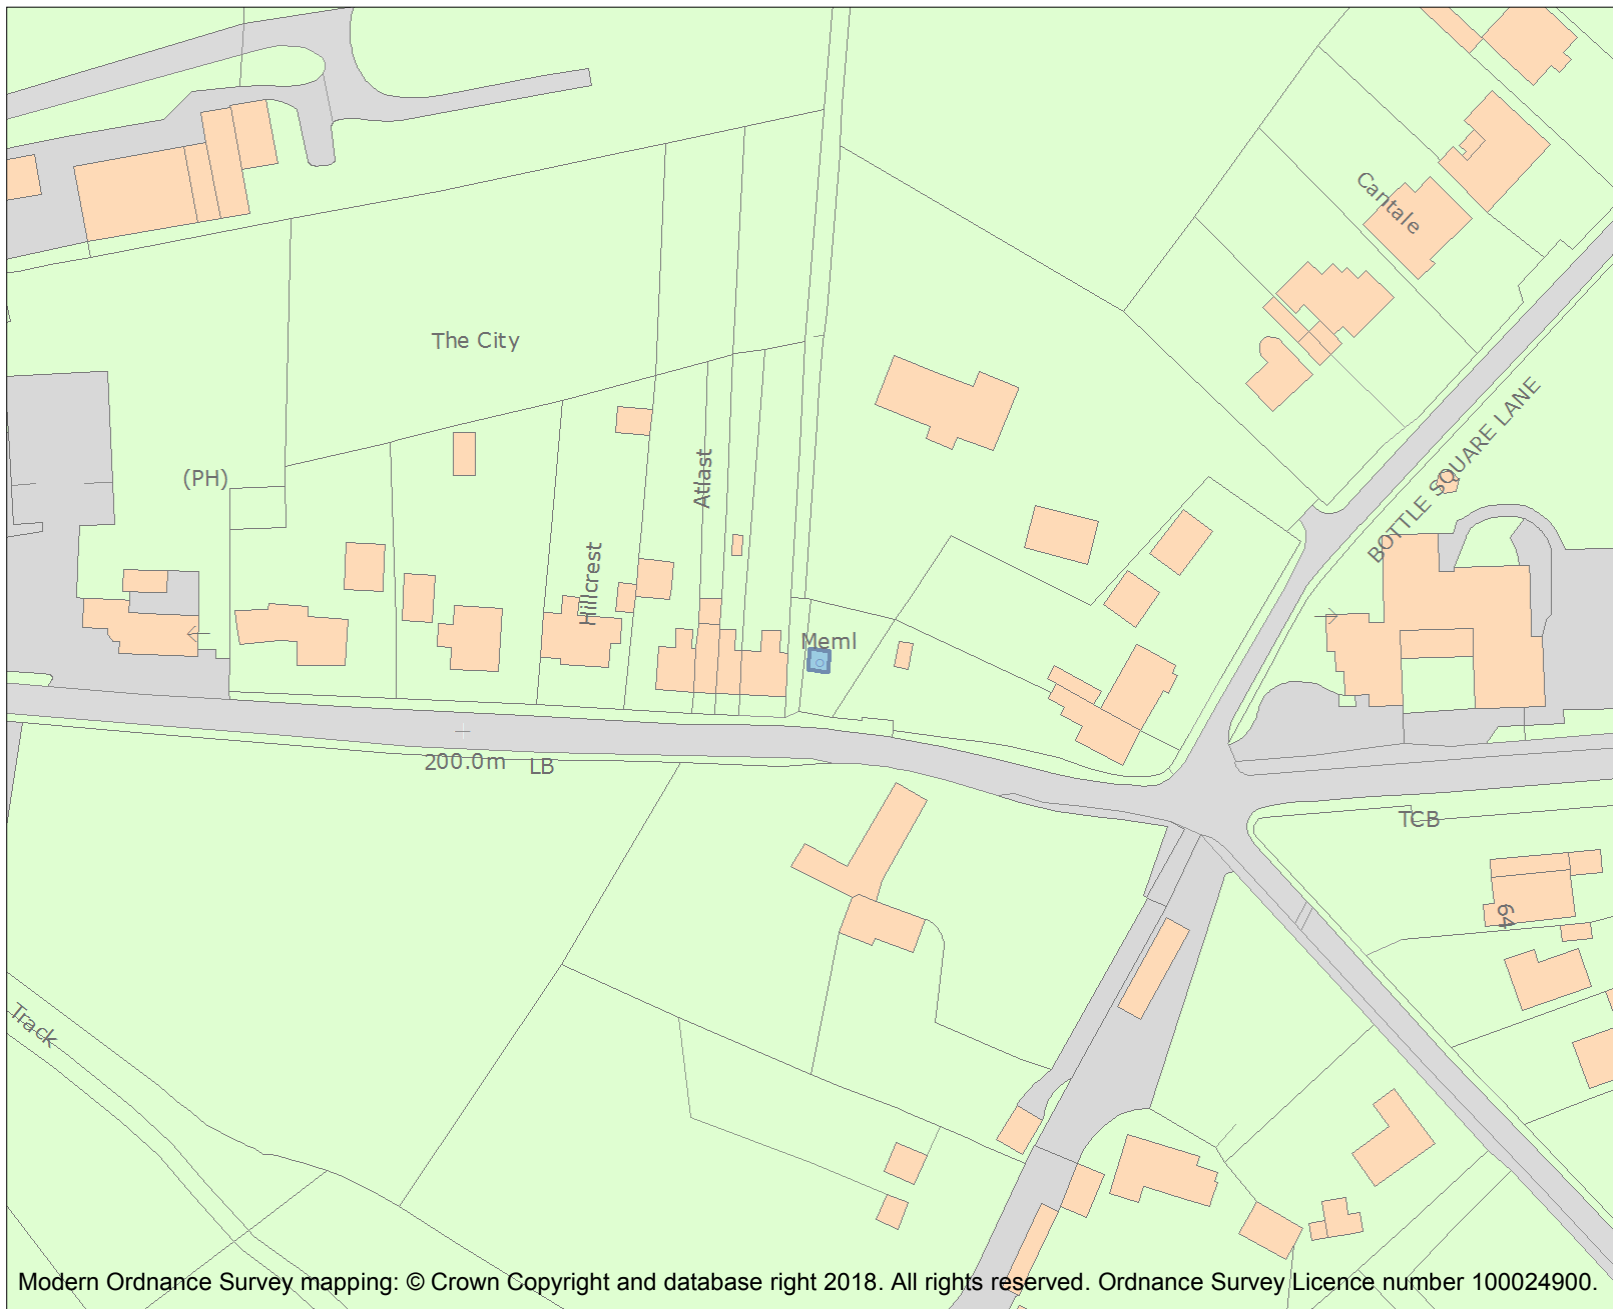 Cantale
The City
BOTTLE SQUARE LANE
(PH)
Atlast
Hillcrest
Meml
200.0m
LB
TCB
64
Track
Modern Ordnance Survey mapping: © Crown Copyright and database right 2018. All rights reserved. Ordnance Survey Licence number 100024900.